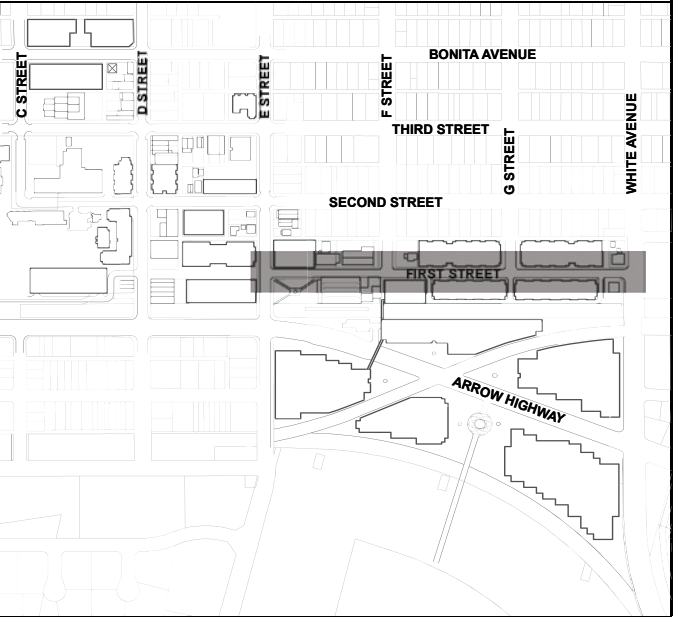 BONITA AVENUE
C STREET
D STREET
E STREET
F STREET
THIRD STREET
G STREET
WHITE AVENUE
SECOND STREET
FIRST STREET
ARROW HIGHWAY